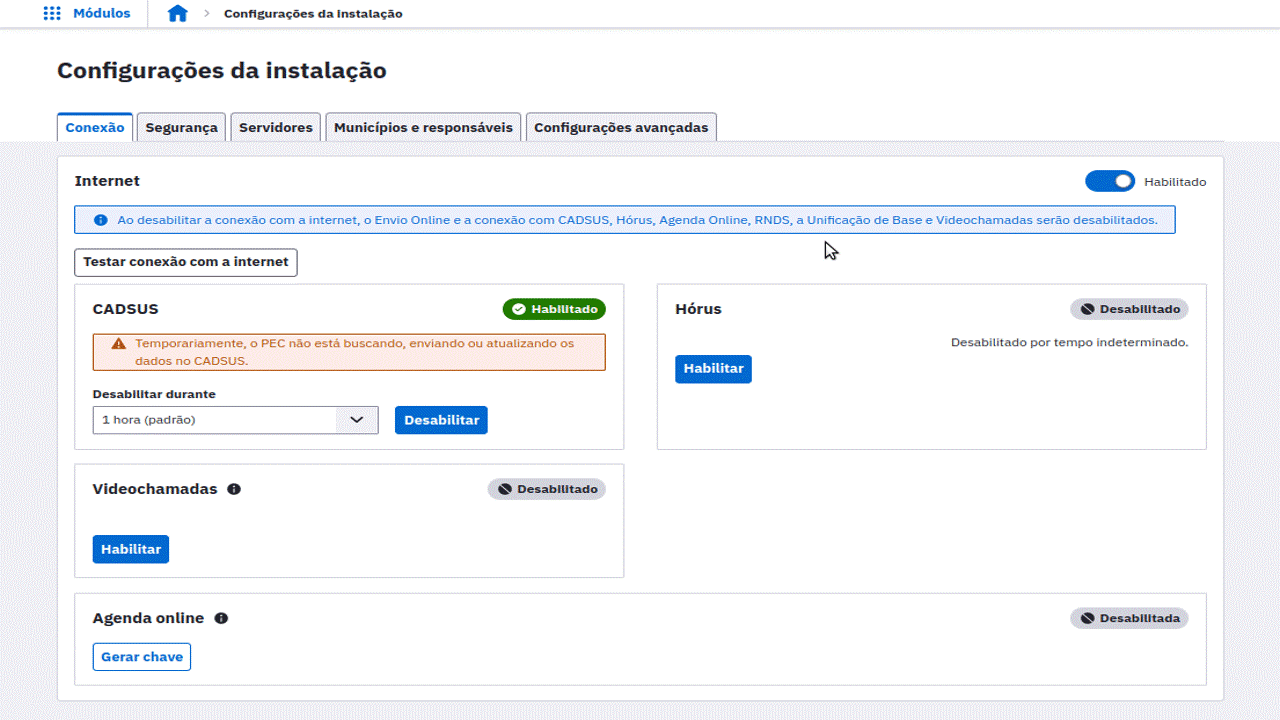 Módulos
Configurações da instalação
Configurações da instalação
Conexão
Segurança
Servidores
Municípios e responsáveis
Configurações avançadas
Internet
Habilitado
Ao desabilitar a conexão com a internet, o Envio Online e a conexão com CADSUS, Hórus, Agenda Online, RNDS, a Unificação de Base e Videochamadas serão desabilitados.
Testar conexão com a internet
CADSUS
Habilitado
Temporariamente, o PEC não está buscando, enviando ou atualizando os
dados no CADSUS.
Desabilitar durante
1 hora (padrão)
Desabilitar
Hórus
Desabilitado
Desabilitado por tempo indeterminado.
Habilitar
Videochamadas
Desabilitado
Habilitar
Agenda online
Desabilitada
Gerar chave